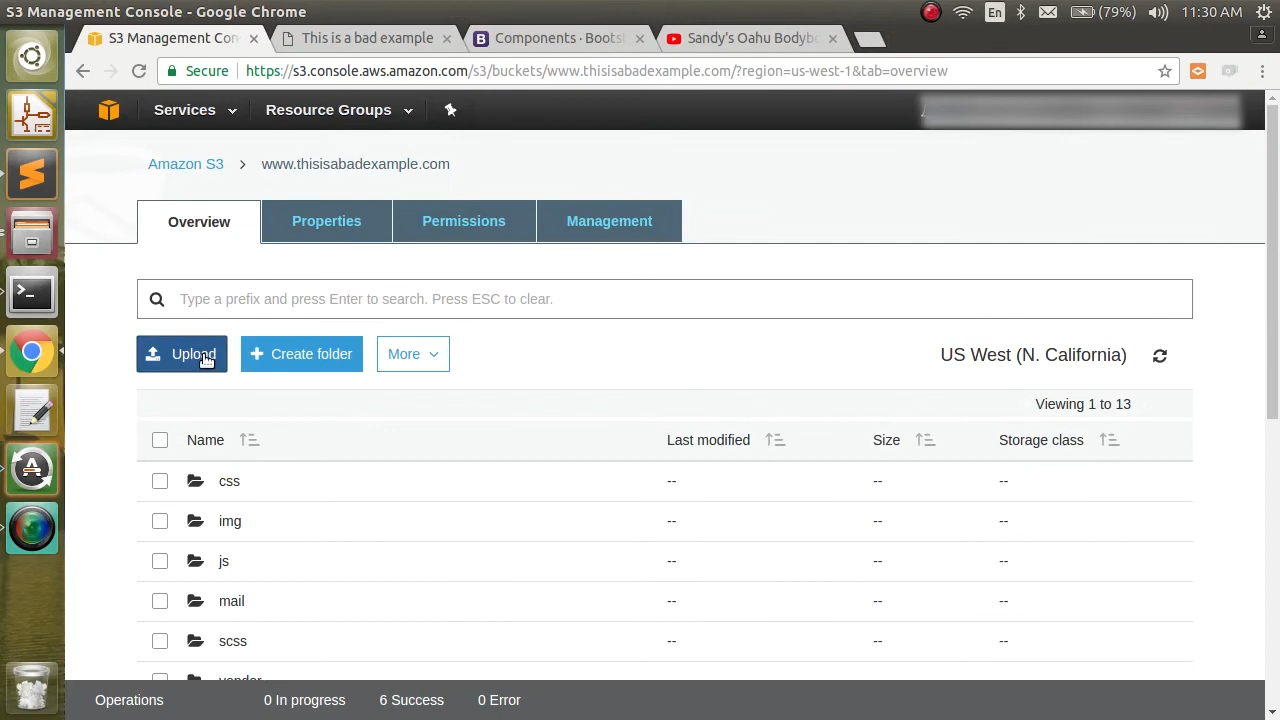 S3 Management Console - Google Chrome
En
(79%)
11:30 AM
S3 Management Con
This is a bad example
Components · Bootst
Sandy's Oahu Bodybo
Secure
https://s3.console.aws.amazon.com/s3/buckets/www.thisisabadexample.com/?region=us-west-1&tab=overview
Services
Resource Groups
Amazon S3 > www.thisisabadexample.com
Overview
Properties
Permissions
Management
Type a prefix and press Enter to search. Press ESC to clear.
Upload
+ Create folder
More
US West (N. California)
Viewing 1 to 13
Name
Last modified
Size
Storage class
css -- -- --
img -- -- --
js -- -- --
mail -- -- --
scss -- -- --
vendor
Operations
0 In progress
6 Success
0 Error